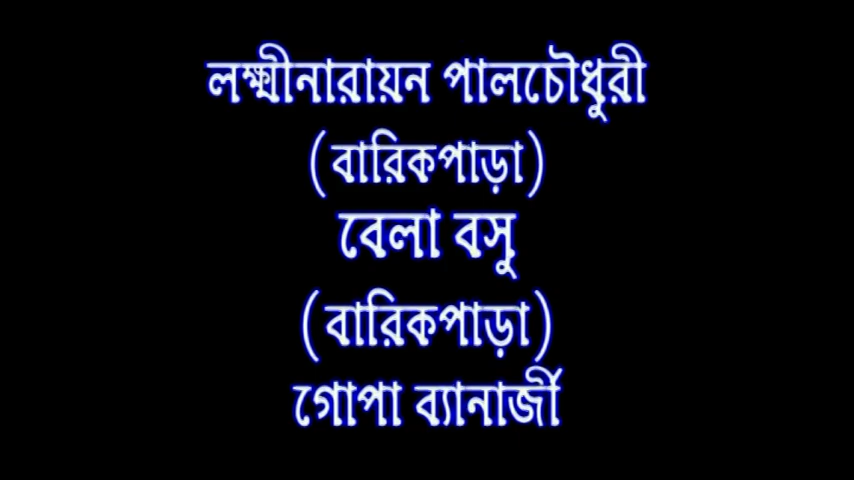 লক্ষ্মীনারায়ন পালচৌধুরী
(বারিকপাড়া)
বেলা বসু
(বারিকপাড়া)
গোপা ব্যানার্জী